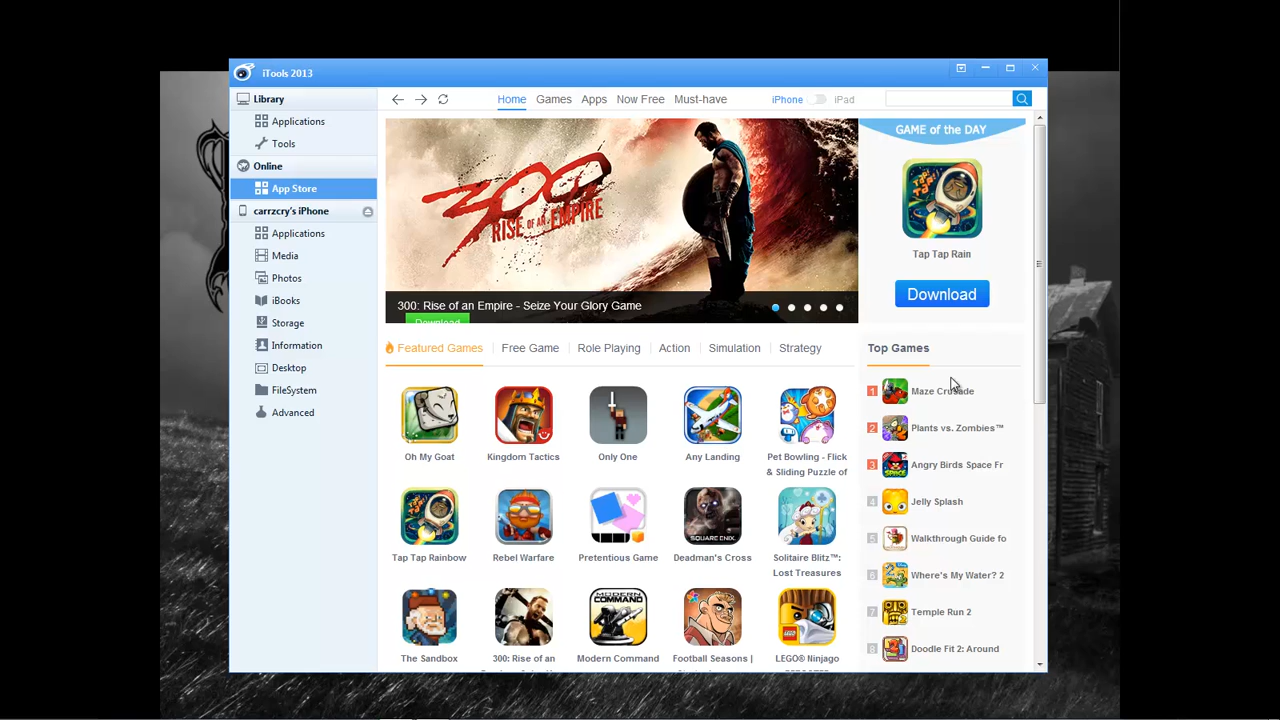 iTools 2013
Library
Applications
Tools
Online
App Store
carrzcry's iPhone
Applications
Media
Photos
iBooks
Storage
Information
Desktop
FileSystem
Advanced
Home Games Apps Now Free Must-have iPhone iPad
300
RISE OF AN EMPIRE
300: Rise of an Empire - Seize Your Glory Game
Download
GAME of the DAY
Tap Tap Rain
Download
Featured Games Free Game Role Playing Action Simulation Strategy
Oh My Goat
Kingdom Tactics
Only One
Any Landing
Pet Bowling - Flick
& Sliding Puzzle of
Tap Tap Rainbow
Rebel Warfare
Pretentious Game
SQUARE ENIX.
Deadman's Cross
Solitaire Blitz™:
Lost Treasures
The Sandbox
300: Rise of an
MODERN
COMMAND
Modern Command
Football Seasons |
LEGO
LEGO® Ninjago
Top Games
1 Maze Crusade
2 Plants vs. Zombies™
3 Angry Birds Space Fr
4 Jelly Splash
5 Walkthrough Guide fo
6 Where's My Water? 2
7 Temple Run 2
8 Doodle Fit 2: Around